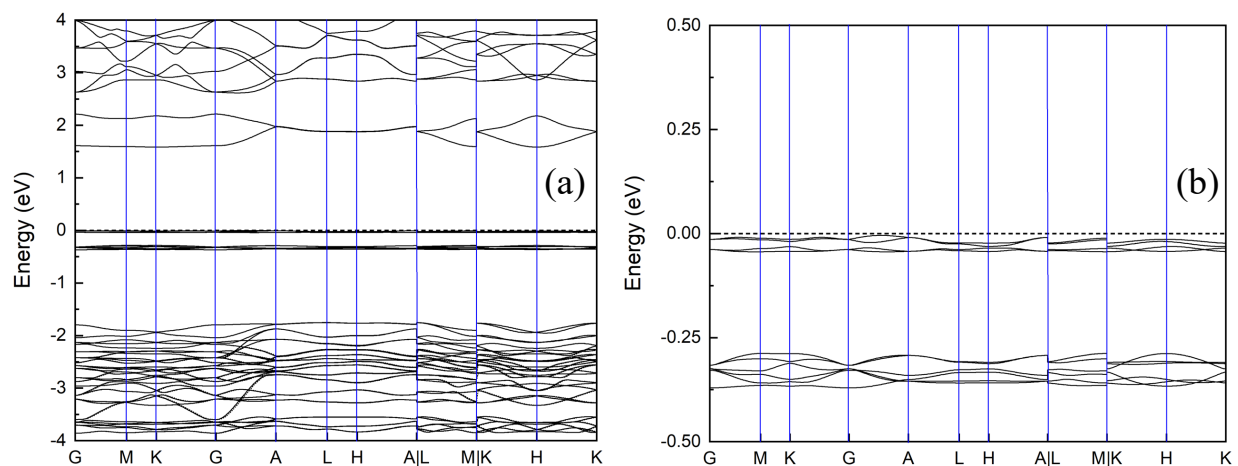 4
3
2
1
0
-1
-2
-3
-4
Energy (eV)
(a)
G M K G A L H A|L M|K H K
0.50
0.25
0.00
-0.25
-0.50
Energy (eV)
(b)
G M K G A L H A|L M|K H K